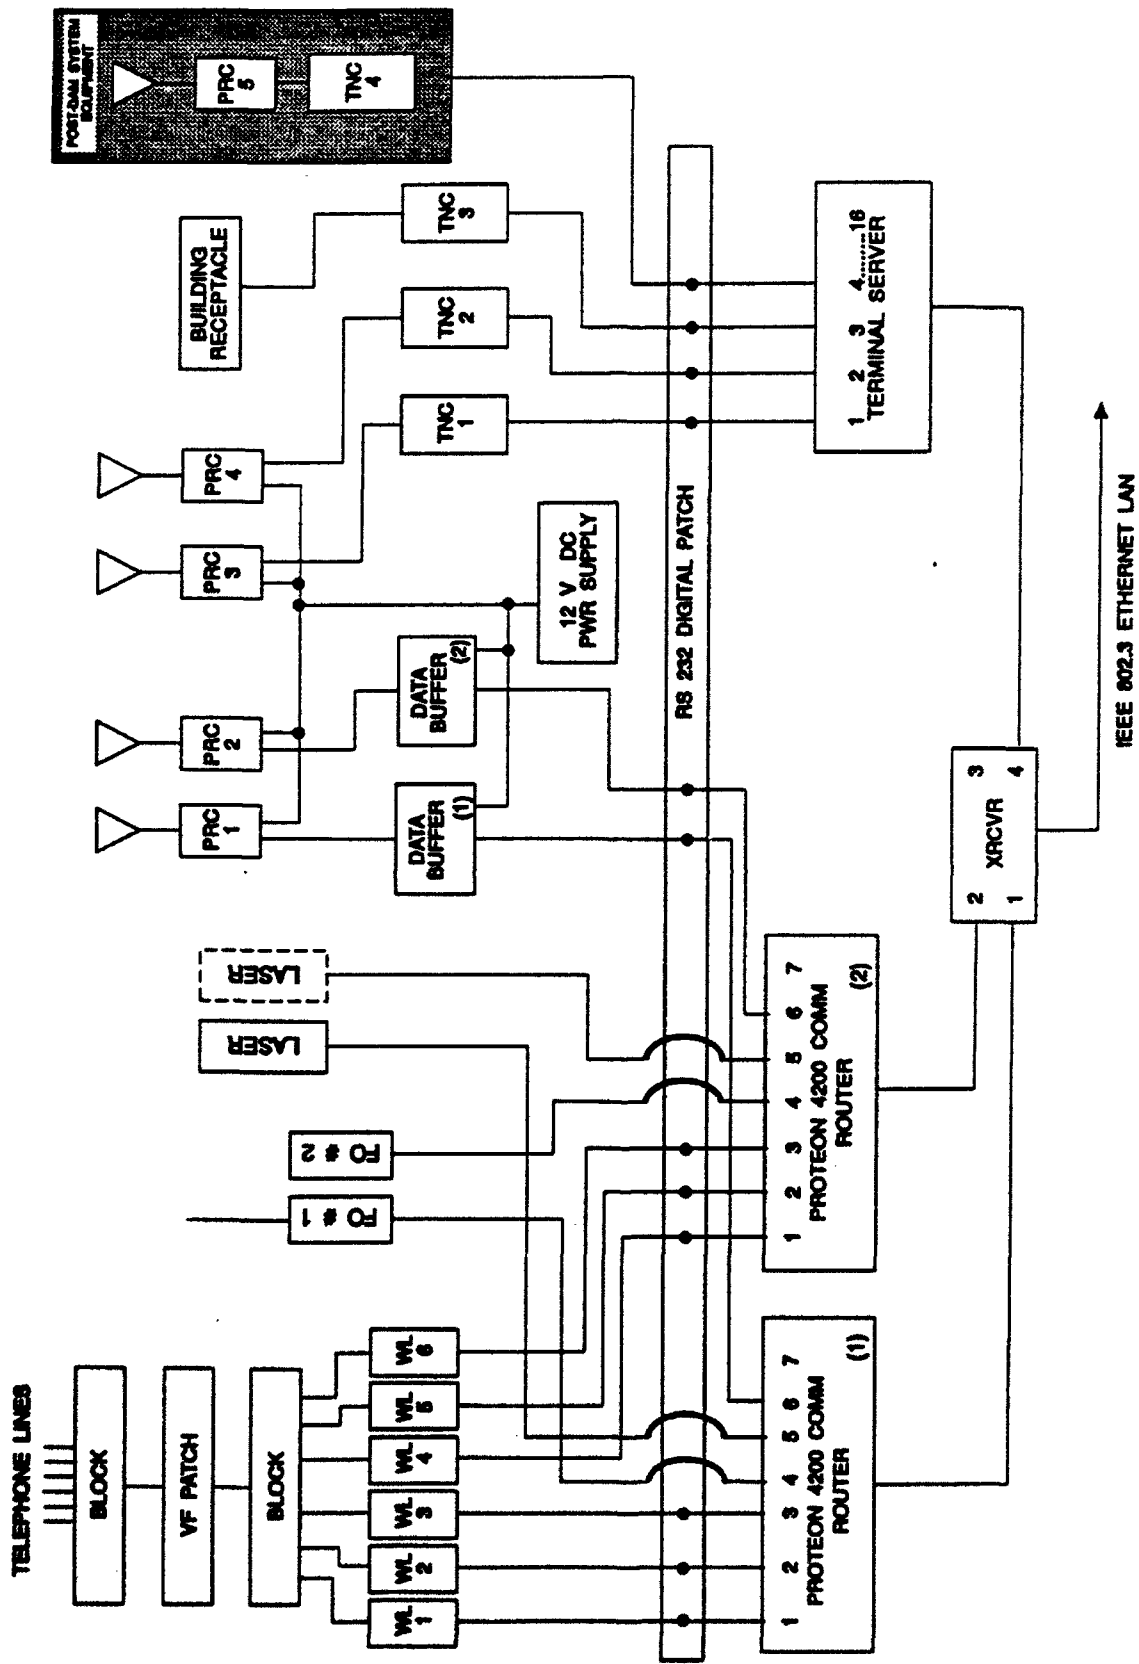 TELEPHONE LINES
BLOCK
VF PATCH
BLOCK
WL
1
WL
2
WL
3
WL
4
WL
5
WL
6
TO # 1
TO # 2
LASER
LASER
PRC
1
PRC
2
PRC
3
PRC
4
DATA
BUFFER
(1)
DATA
BUFFER
(2)
12 V DC
PWR SUPPLY
BUILDING
RECEPTACLE
TNC
1
TNC
2
TNC
3
POST-DAM SYSTEM
EQUIPMENT
PRC
5
TNC
4
RS 232 DIGITAL PATCH
1 2 3 4 5 6 7
PROTEON 4200 COMM
ROUTER
(1)
1 2 3 4 5 6 7
PROTEON 4200 COMM
ROUTER
(2)
1 2 3 4........16
TERMINAL SERVER
2 3
XRCVR
1 4
IEEE 802.3 ETHERNET LAN